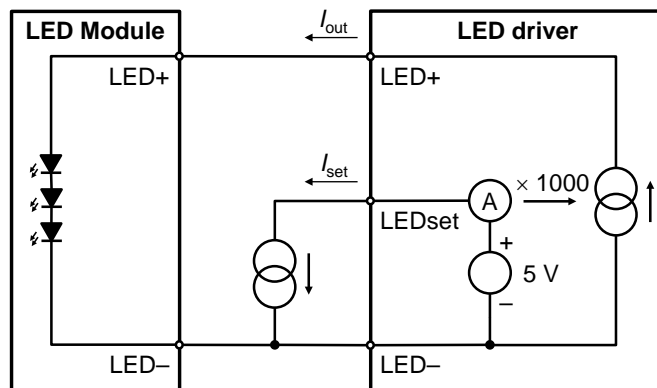 LED Module
I_out
LED driver
LED+
LED+
I_set
A
× 1000
LEDset
+
5 V
–
LED–
LED–